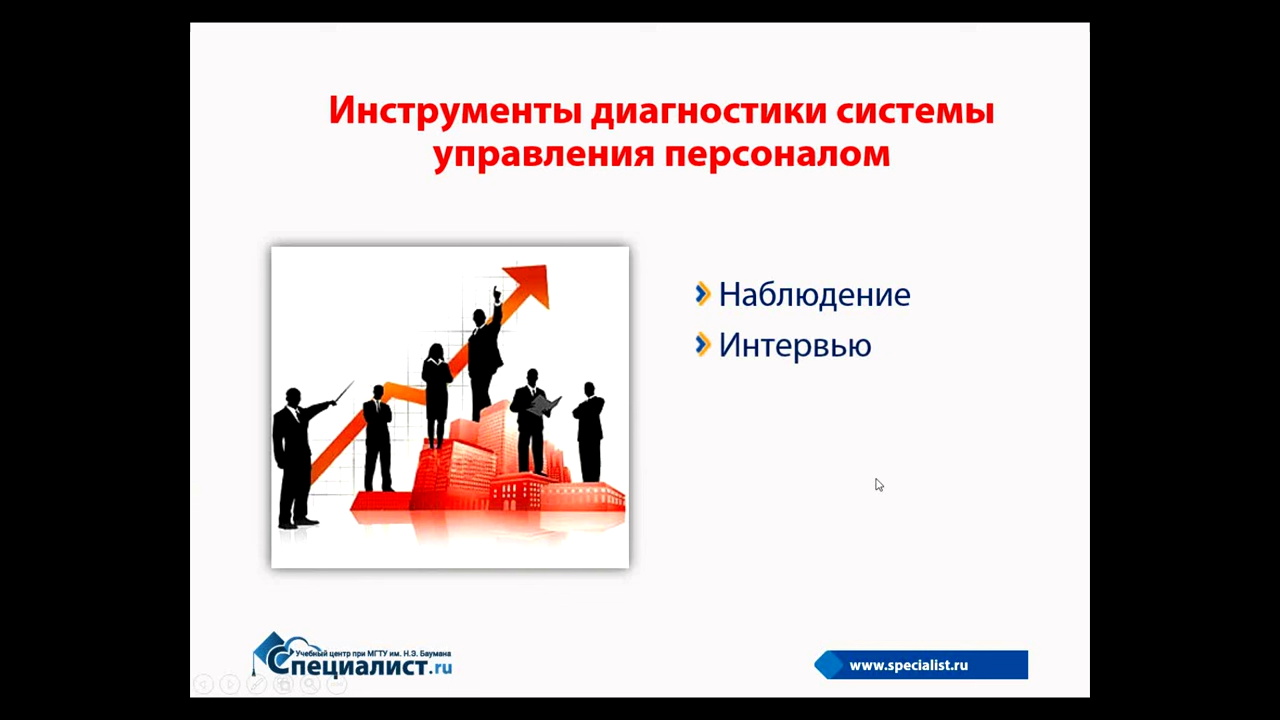 Инструменты диагностики системы
управления персоналом
Наблюдение
Интервью
Учебный центр при МГТУ им. Н.Э. Баумана
Специалист.ru
www.specialist.ru